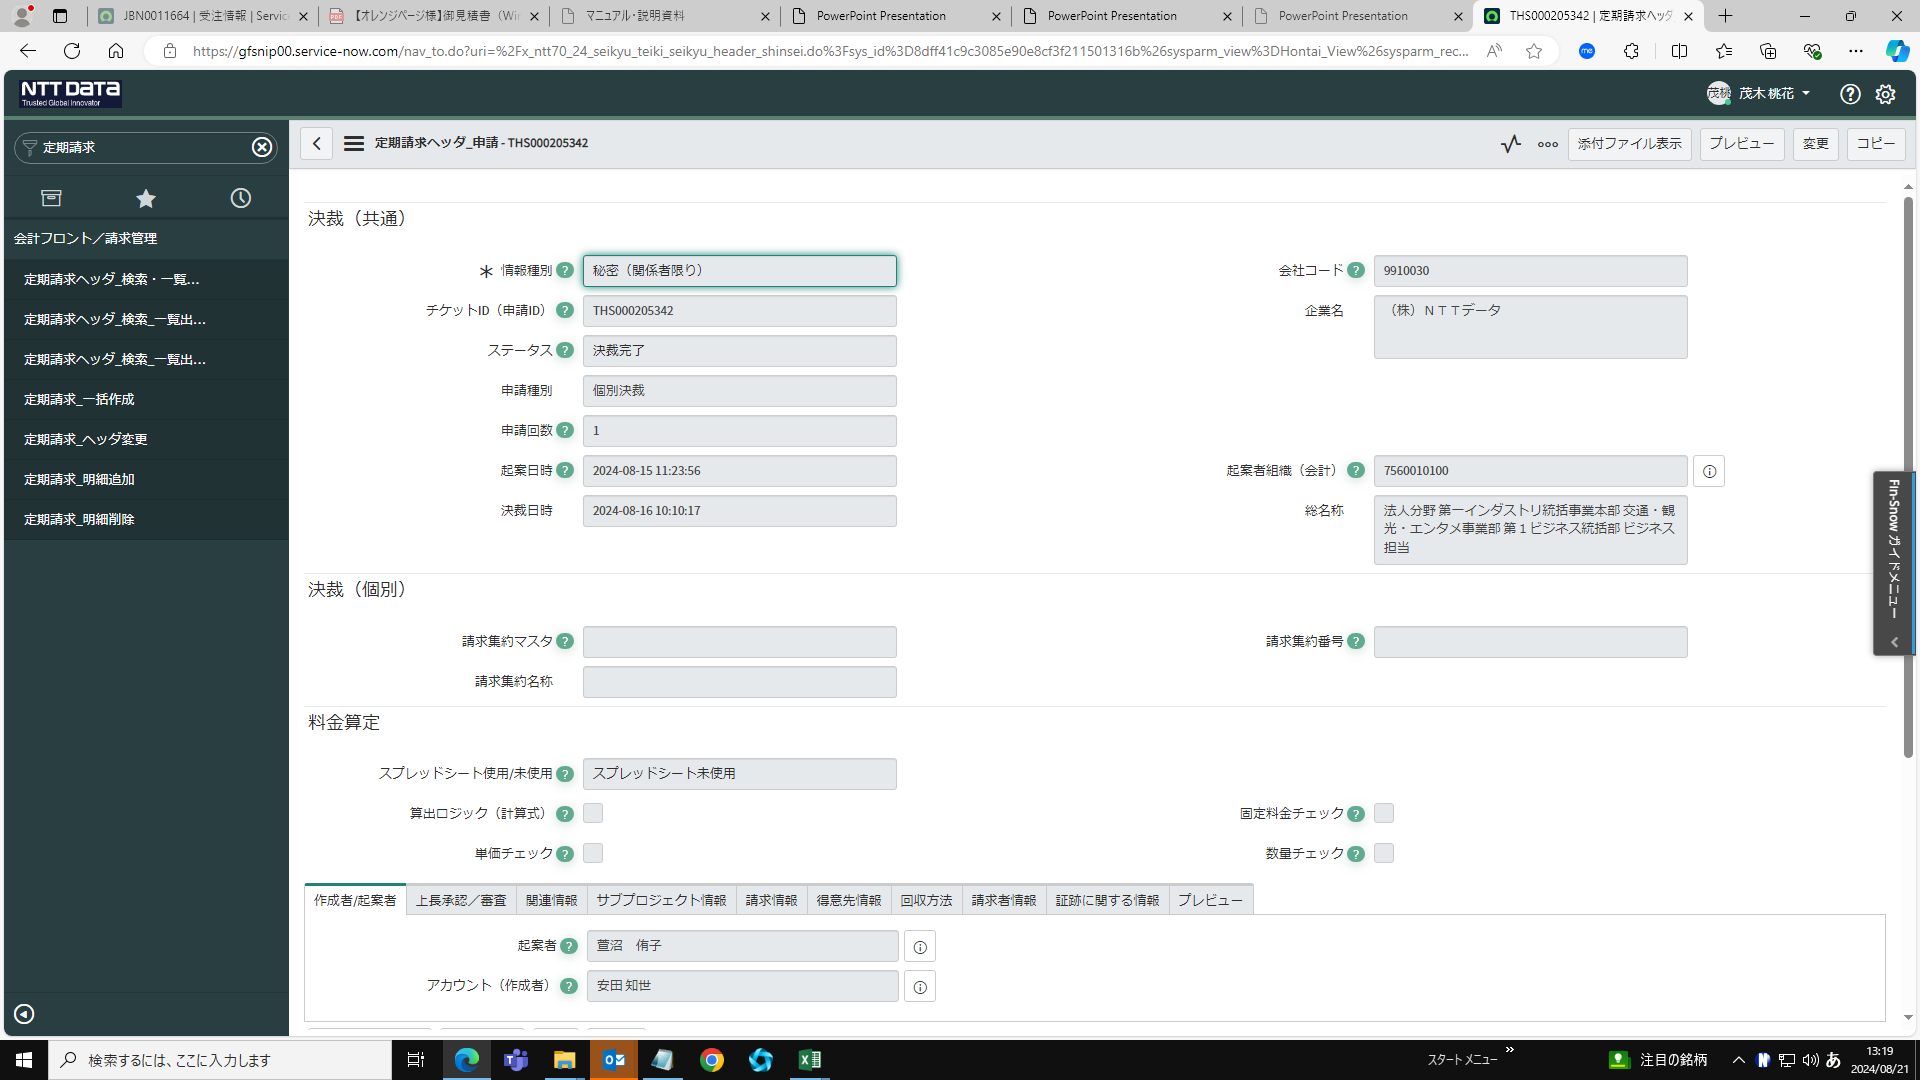 JBN0011664 | 受注情報 | Servic
【オレンジページ様】御見積書（Win
マニュアル・説明資料
PowerPoint Presentation
PowerPoint Presentation
PowerPoint Presentation
THS000205342 | 定期請求ヘッダ
https://gfsnip00.service-now.com/nav_to.do?uri=%2Fx_ntt70_24_seikyu_teiki_seikyu_header_shinsei.do%3Fsys_id%3D8dff41c9c3085e90e8cf3f211501316b%26sysparm_view%3DHontai_View%26sysparm_rec...
NTT DATA
Trusted Global Innovator
茂桃 茂木 桃花
定期請求
定期請求ヘッダ_申請 - THS000205342
添付ファイル表示 プレビュー 変更 コピー
会計フロント／請求管理
定期請求ヘッダ_検索・一覧...
定期請求ヘッダ_検索_一覧出...
定期請求ヘッダ_検索_一覧出...
定期請求_一括作成
定期請求_ヘッダ変更
定期請求_明細追加
定期請求_明細削除
決裁（共通）
情報種別 秘密（関係者限り）
会社コード 9910030
チケットID（申請ID） THS000205342
企業名 （株）ＮＴＴデータ
ステータス 決裁完了
申請種別 個別決裁
申請回数 1
起案日時 2024-08-15 11:23:56
起案者組織（会計） 7560010100
決裁日時 2024-08-16 10:10:17
総名称 法人分野 第一インダストリ統括事業本部 交通・観
光・エンタメ事業部 第１ビジネス統括部 ビジネス
担当
Fin-Snow ガイドメニュー
決裁（個別）
請求集約マスタ
請求集約番号
請求集約名称
料金算定
スプレッドシート使用/未使用 スプレッドシート未使用
算出ロジック（計算式）
固定料金チェック
単価チェック
数量チェック
作成者/起案者 上長承認／審査 関連情報 サブプロジェクト情報 請求情報 得意先情報 回収方法 請求者情報 証跡に関する情報 プレビュー
起案者 萱沼　侑子
アカウント（作成者） 安田 知世
検索するには、ここに入力します
スタート メニュー
注目の銘柄
あ
13:19
2024/08/21